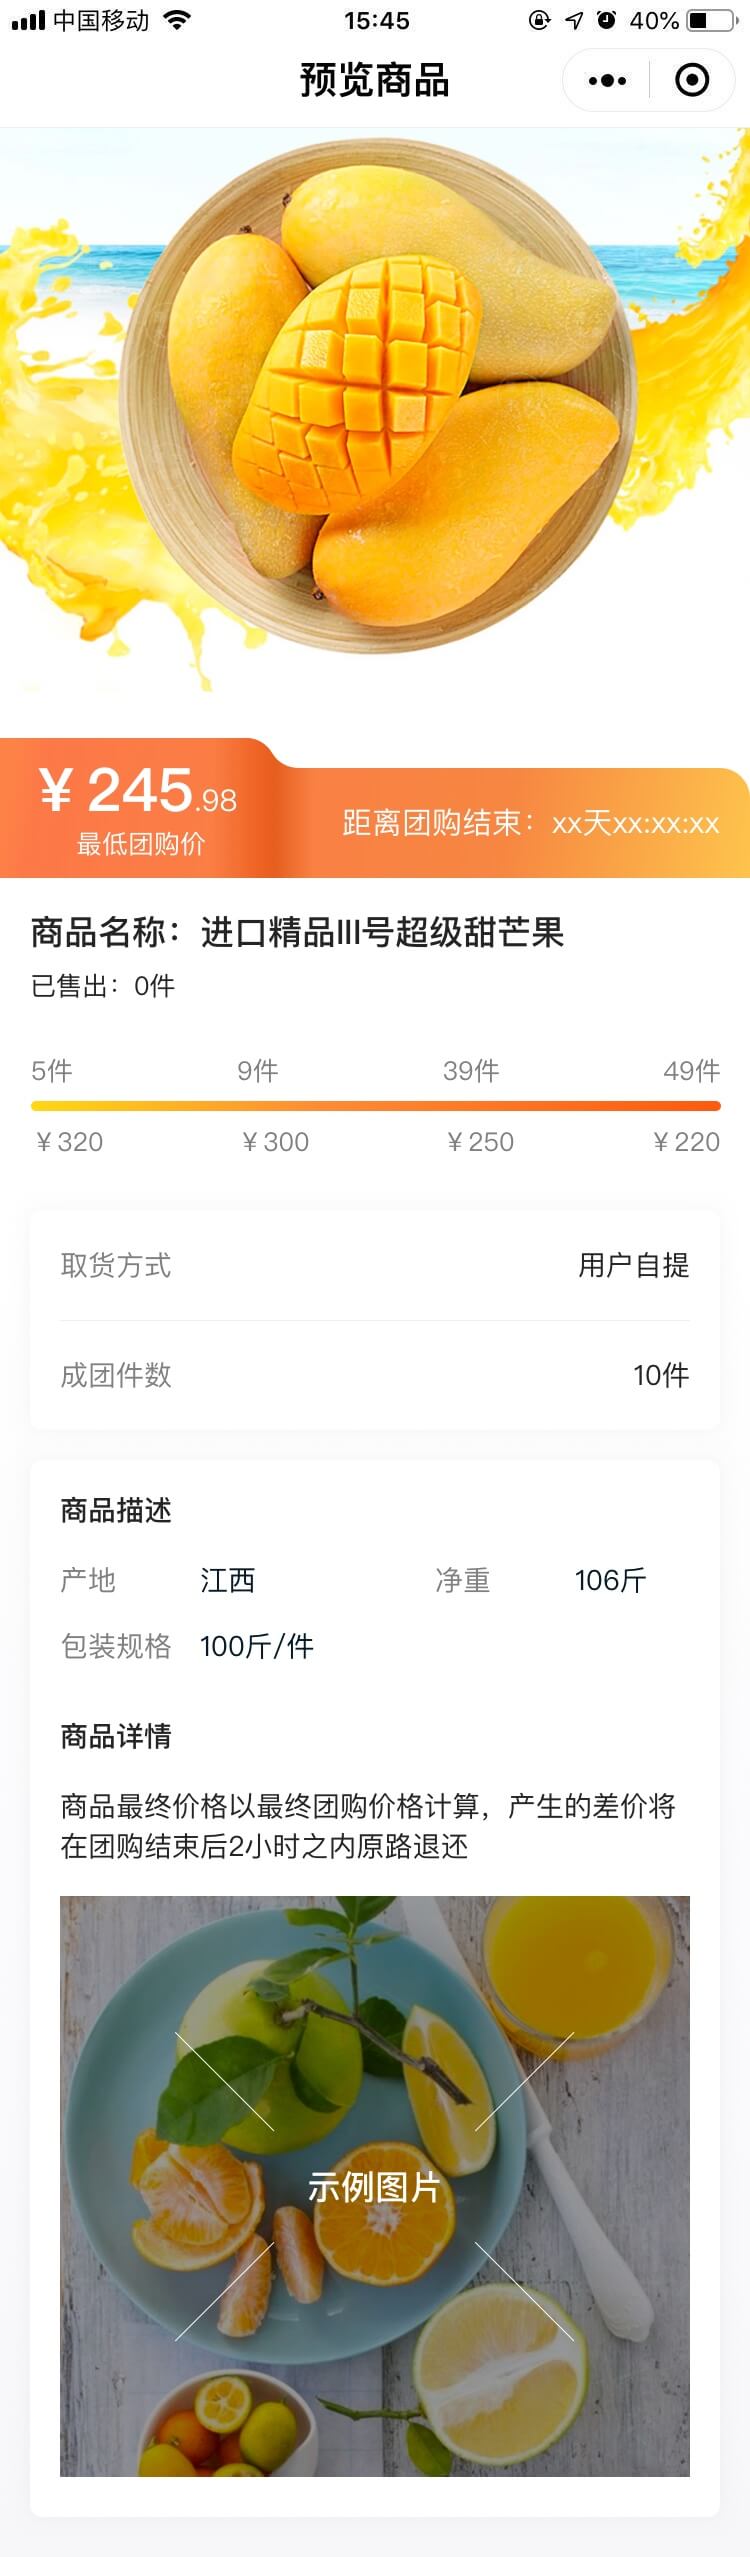 中国移动
15:45
40%
预览商品
¥ 245.98
最低团购价
距离团购结束：xx天xx:xx:xx
商品名称：进口精品III号超级甜芒果
已售出：0件
5件 9件 39件 49件
¥ 320 ¥ 300 ¥ 250 ¥ 220
取货方式 用户自提
成团件数 10件
商品描述
产地 江西 净重 106斤
包装规格 100斤/件
商品详情
商品最终价格以最终团购价格计算，产生的差价将
在团购结束后2小时之内原路退还
示例图片